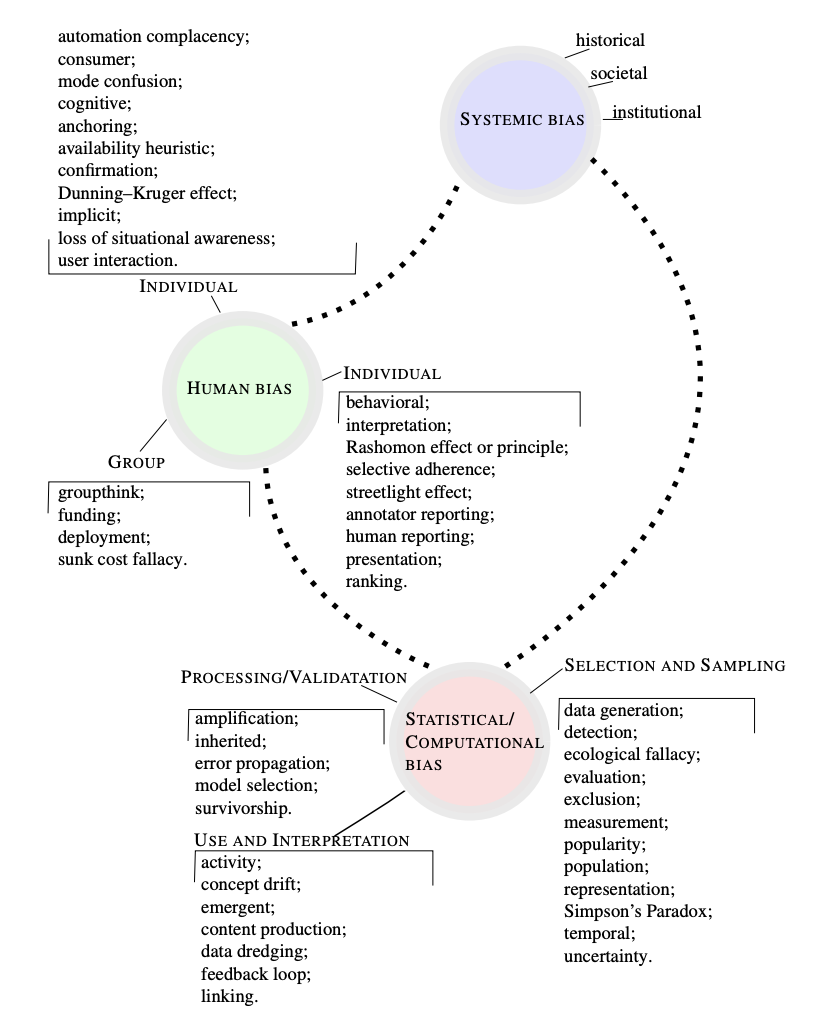 automation complacency;
consumer;
mode confusion;
cognitive;
anchoring;
availability heuristic;
confirmation;
Dunning–Kruger effect;
implicit;
loss of situational awareness;
user interaction.
INDIVIDUAL
historical
societal
institutional
SYSTEMIC BIAS
HUMAN BIAS
INDIVIDUAL
behavioral;
interpretation;
Rashomon effect or principle;
selective adherence;
streetlight effect;
annotator reporting;
human reporting;
presentation;
ranking.
GROUP
groupthink;
funding;
deployment;
sunk cost fallacy.
PROCESSING/VALIDATATION
amplification;
inherited;
error propagation;
model selection;
survivorship.
STATISTICAL/
COMPUTATIONAL
BIAS
SELECTION AND SAMPLING
data generation;
detection;
ecological fallacy;
evaluation;
exclusion;
measurement;
popularity;
population;
representation;
Simpson's Paradox;
temporal;
uncertainty.
USE AND INTERPRETATION
activity;
concept drift;
emergent;
content production;
data dredging;
feedback loop;
linking.